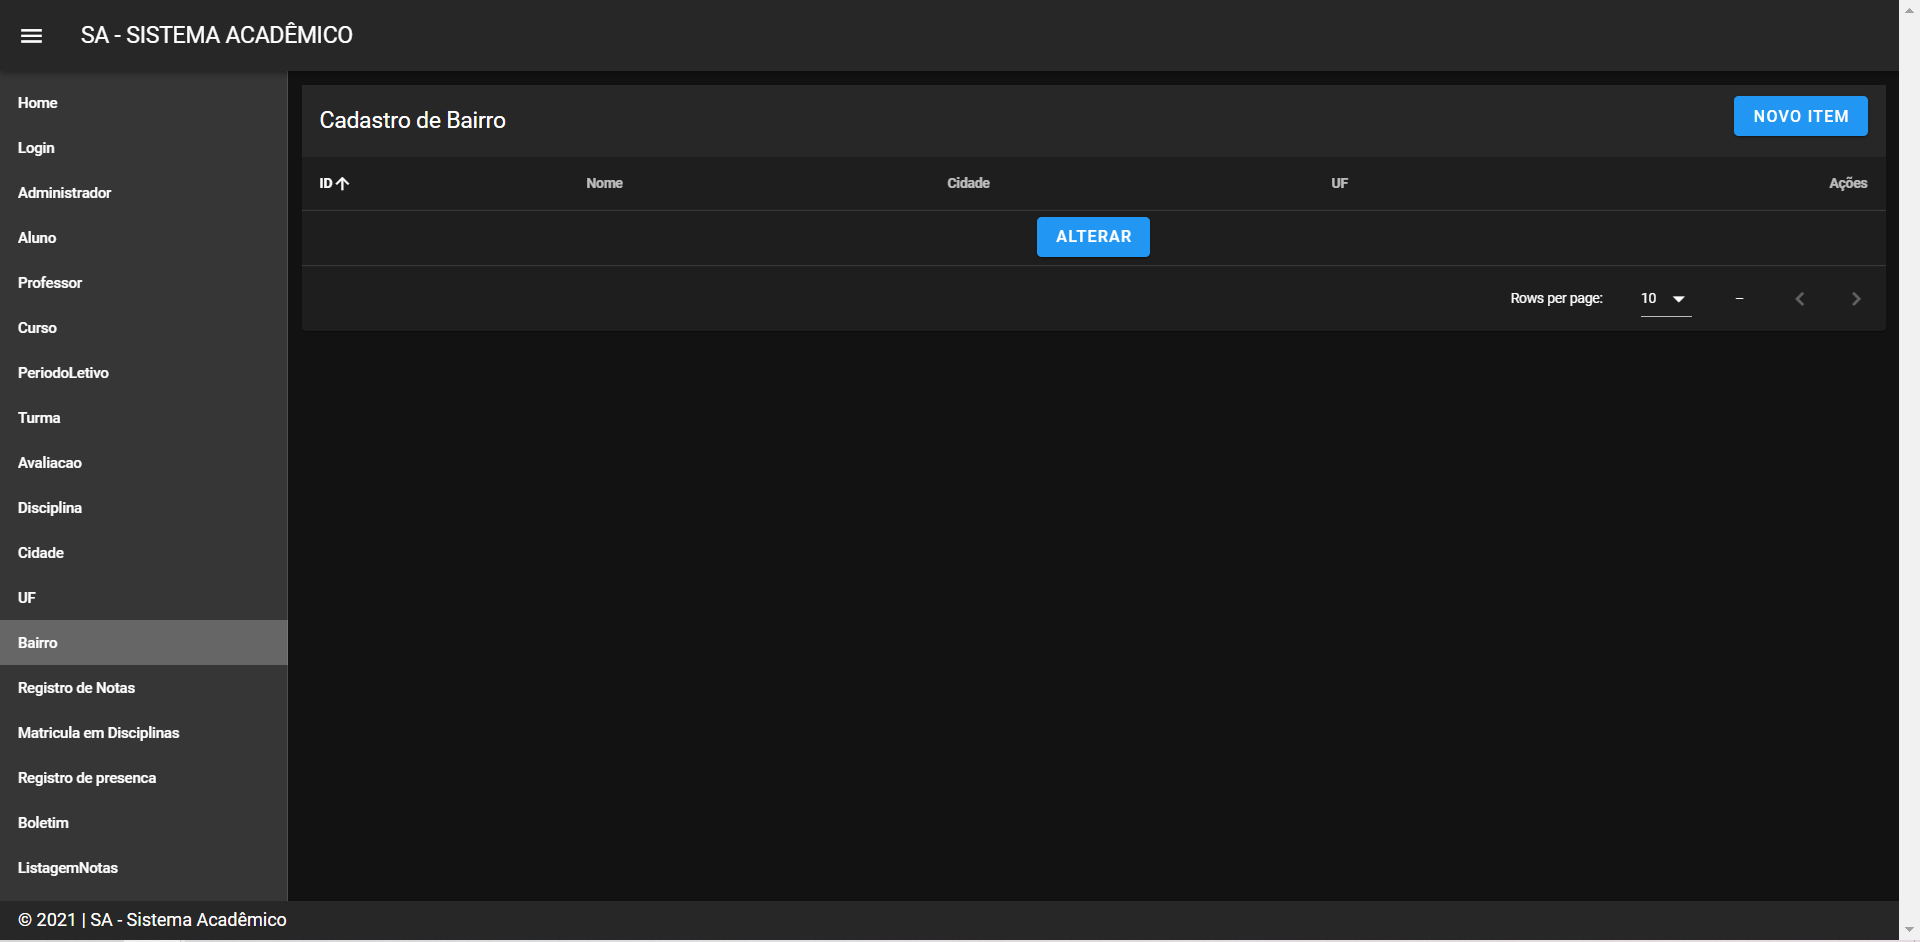 SA - SISTEMA ACADÊMICO
Home
Login
Administrador
Aluno
Professor
Curso
PeriodoLetivo
Turma
Avaliacao
Disciplina
Cidade
UF
Bairro
Registro de Notas
Matricula em Disciplinas
Registro de presenca
Boletim
ListagemNotas
Cadastro de Bairro
NOVO ITEM
ID Nome Cidade UF Ações
ALTERAR
Rows per page: 10 –
© 2021 | SA - Sistema Acadêmico